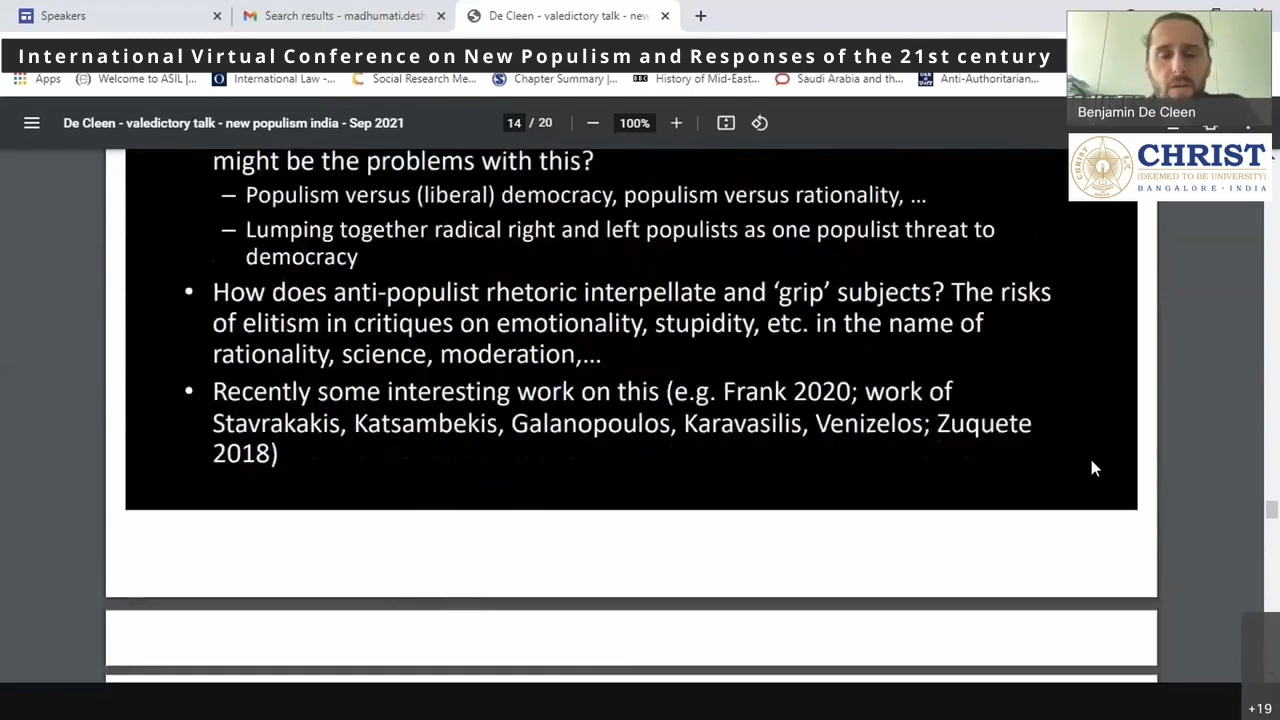 Speakers
Search results - madhumati.desh
De Cleen - valedictory talk - new
International Virtual Conference on New Populism and Responses of the 21st century
Apps
Welcome to ASIL |...
International Law -...
Social Research Me...
Chapter Summary |...
BBC
History of Mid-East...
Saudi Arabia and th...
Anti-Authoritarian...
De Cleen - valedictory talk - new populism india - Sep 2021
14 / 20
100%
Benjamin De Cleen
CHRIST
(DEEMED TO BE UNIVERSITY)
BANGALORE · INDIA
might be the problems with this?
– Populism versus (liberal) democracy, populism versus rationality, ...
– Lumping together radical right and left populists as one populist threat to
democracy
• How does anti-populist rhetoric interpellate and ‘grip’ subjects? The risks
of elitism in critiques on emotionality, stupidity, etc. in the name of
rationality, science, moderation,...
• Recently some interesting work on this (e.g. Frank 2020; work of
Stavrakakis, Katsambekis, Galanopoulos, Karavasilis, Venizelos; Zuquete
2018)
+19